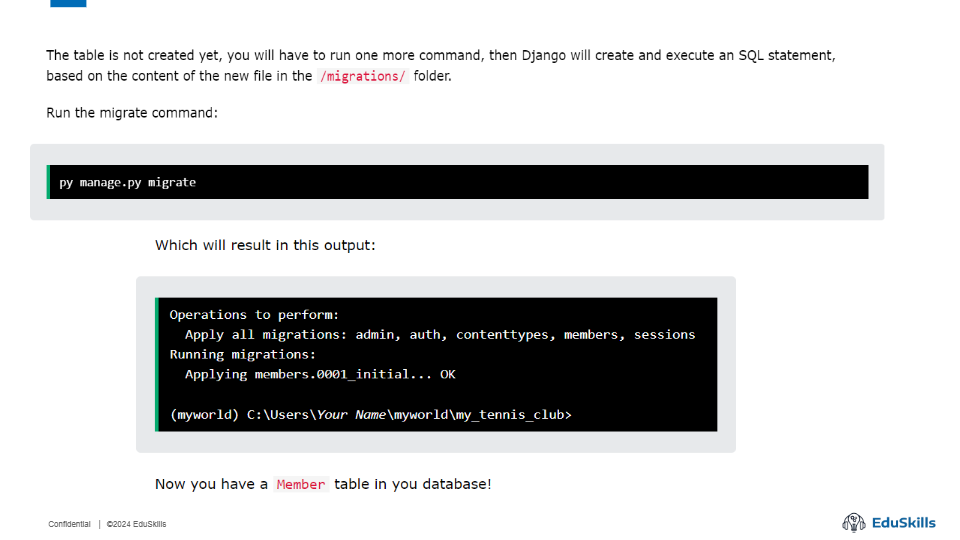 The table is not created yet, you will have to run one more command, then Django will create and execute an SQL statement,
based on the content of the new file in the /migrations/ folder.
Run the migrate command:
py manage.py migrate
Which will result in this output:
Operations to perform:
  Apply all migrations: admin, auth, contenttypes, members, sessions
Running migrations:
  Applying members.0001_initial... OK
(myworld) C:\Users\Your Name\myworld\my_tennis_club>
Now you have a Member table in you database!
Confidential | ©2024 EduSkills
EduSkills